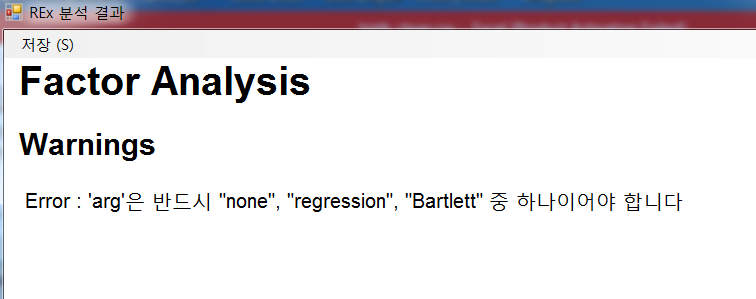 REx 분석 결과
저장 (S)
Factor Analysis
Warnings
Error : 'arg'은 반드시 "none", "regression", "Bartlett" 중 하나이어야 합니다